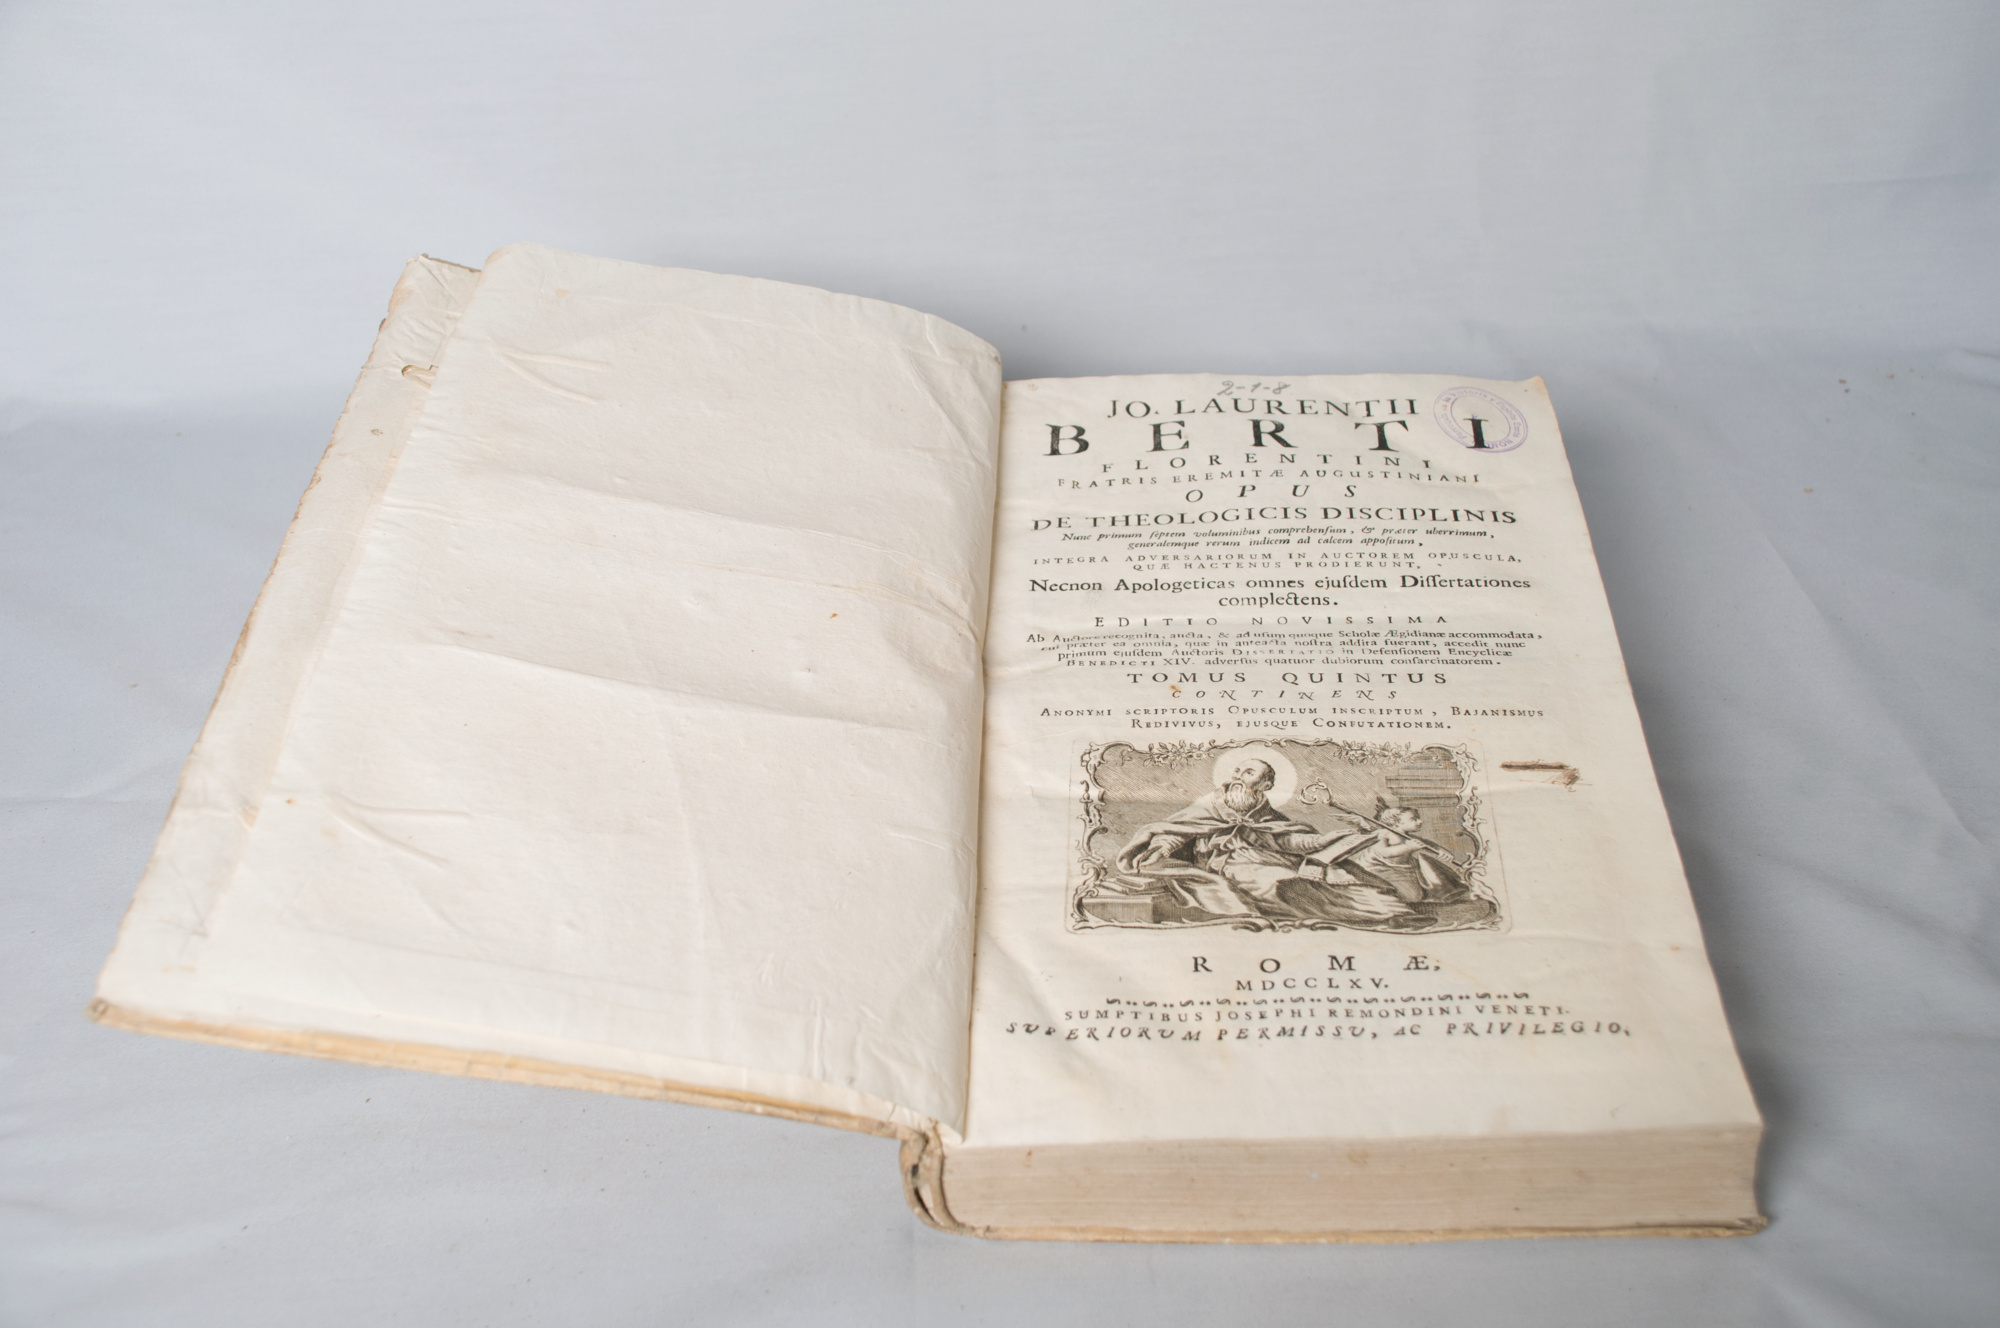 2-1-8
JO. LAURENTII
BERTI
FLORENTINI
FRATRIS EREMITÆ AUGUSTINIANI
OPUS
DE THEOLOGICIS DISCIPLINIS
Nunc primum ſeptem voluminibus comprehenſum, & præter uberrimum,
generalemque rerum indicem ad calcem appoſitum,
INTEGRA ADVERSARIORUM IN AUCTOREM OPUSCULA,
QUÆ HACTENUS PRODIERUNT,
Necnon Apologeticas omnes ejuſdem Diſſertationes
complectens.
EDITIO NOVISSIMA
Ab Auctore recognita, aucta, & ad uſum quoque Scholæ Ægidianæ accommodata,
cui præter ea omnia, quæ in anteacta noſtra addita fuerant, accedit nunc
primum ejuſdem Auctoris DISSERTATIO in Defenſionem Encyclicæ
BENEDICTI XIV. adverſus quatuor dubiorum conſarcinatorem.
TOMUS QUINTUS
CONTINENS
ANONYMI SCRIPTORIS OPUSCULUM INSCRIPTUM, BAJANISMUS
REDIVIVUS, EJUSQUE CONFUTATIONEM.
ROMÆ,
MDCCLXV.
SUMPTIBUS JOSEPHI REMONDINI VENETI.
SUPERIORUM PERMISSU, AC PRIVILEGIO,